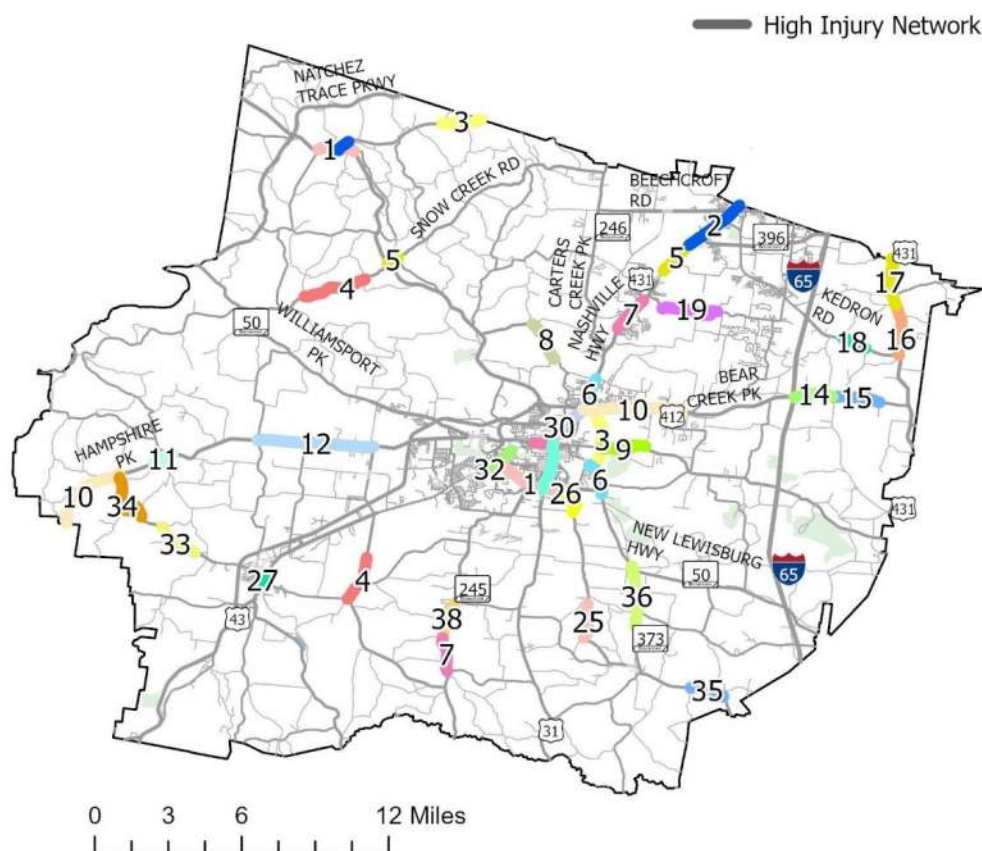 High Injury Network
NATCHEZ
TRACE PKWY
3
1
SNOW CREEK RD
BEECHCROFT
RD
246
2
396
5
5
431
431
65
17
CARTERS
CREEK PK
NASHVILLE
HWY
4
7
19
KEDRON
RD
18
16
50
WILLIAMSPORT
PK
8
6
BEAR
CREEK PK
10
412
14
15
HAMPSHIRE
PK
11
12
30
3
9
32
1
6
26
10
34
33
NEW LEWISBURG
HWY
431
65
50
27
4
245
38
36
25
373
43
7
35
31
0 3 6 12 Miles